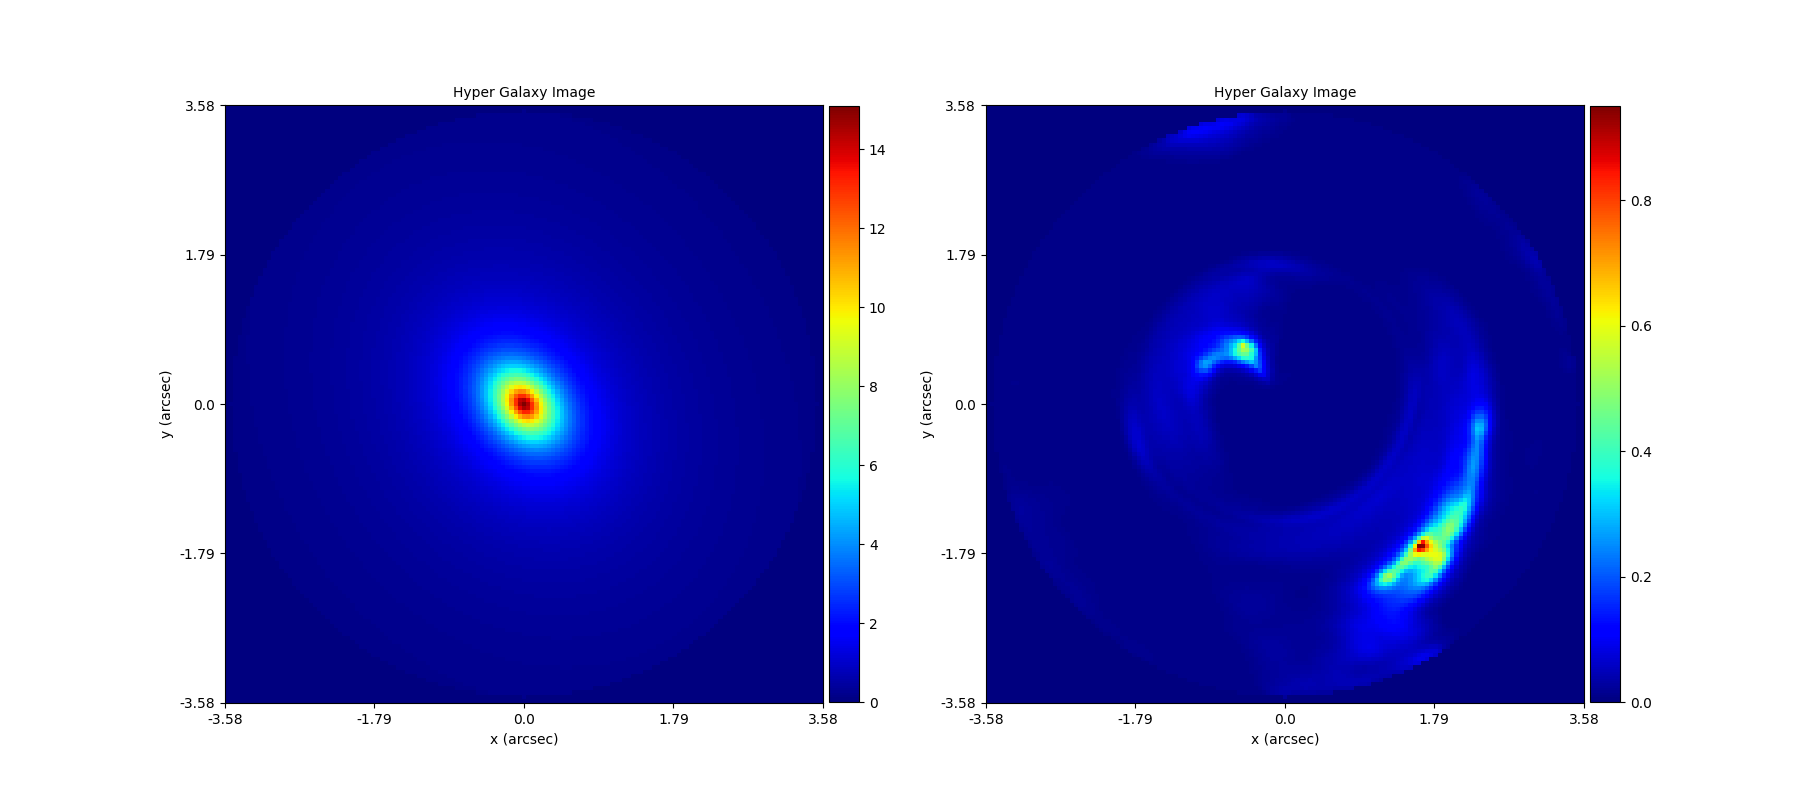 Hyper Galaxy Image
3.58
1.79
0.0
-1.79
-3.58
y (arcsec)
-3.58 -1.79 0.0 1.79 3.58
x (arcsec)
14
12
10
8
6
4
2
0
Hyper Galaxy Image
3.58
1.79
0.0
-1.79
-3.58
y (arcsec)
-3.58 -1.79 0.0 1.79 3.58
x (arcsec)
0.8
0.6
0.4
0.2
0.0